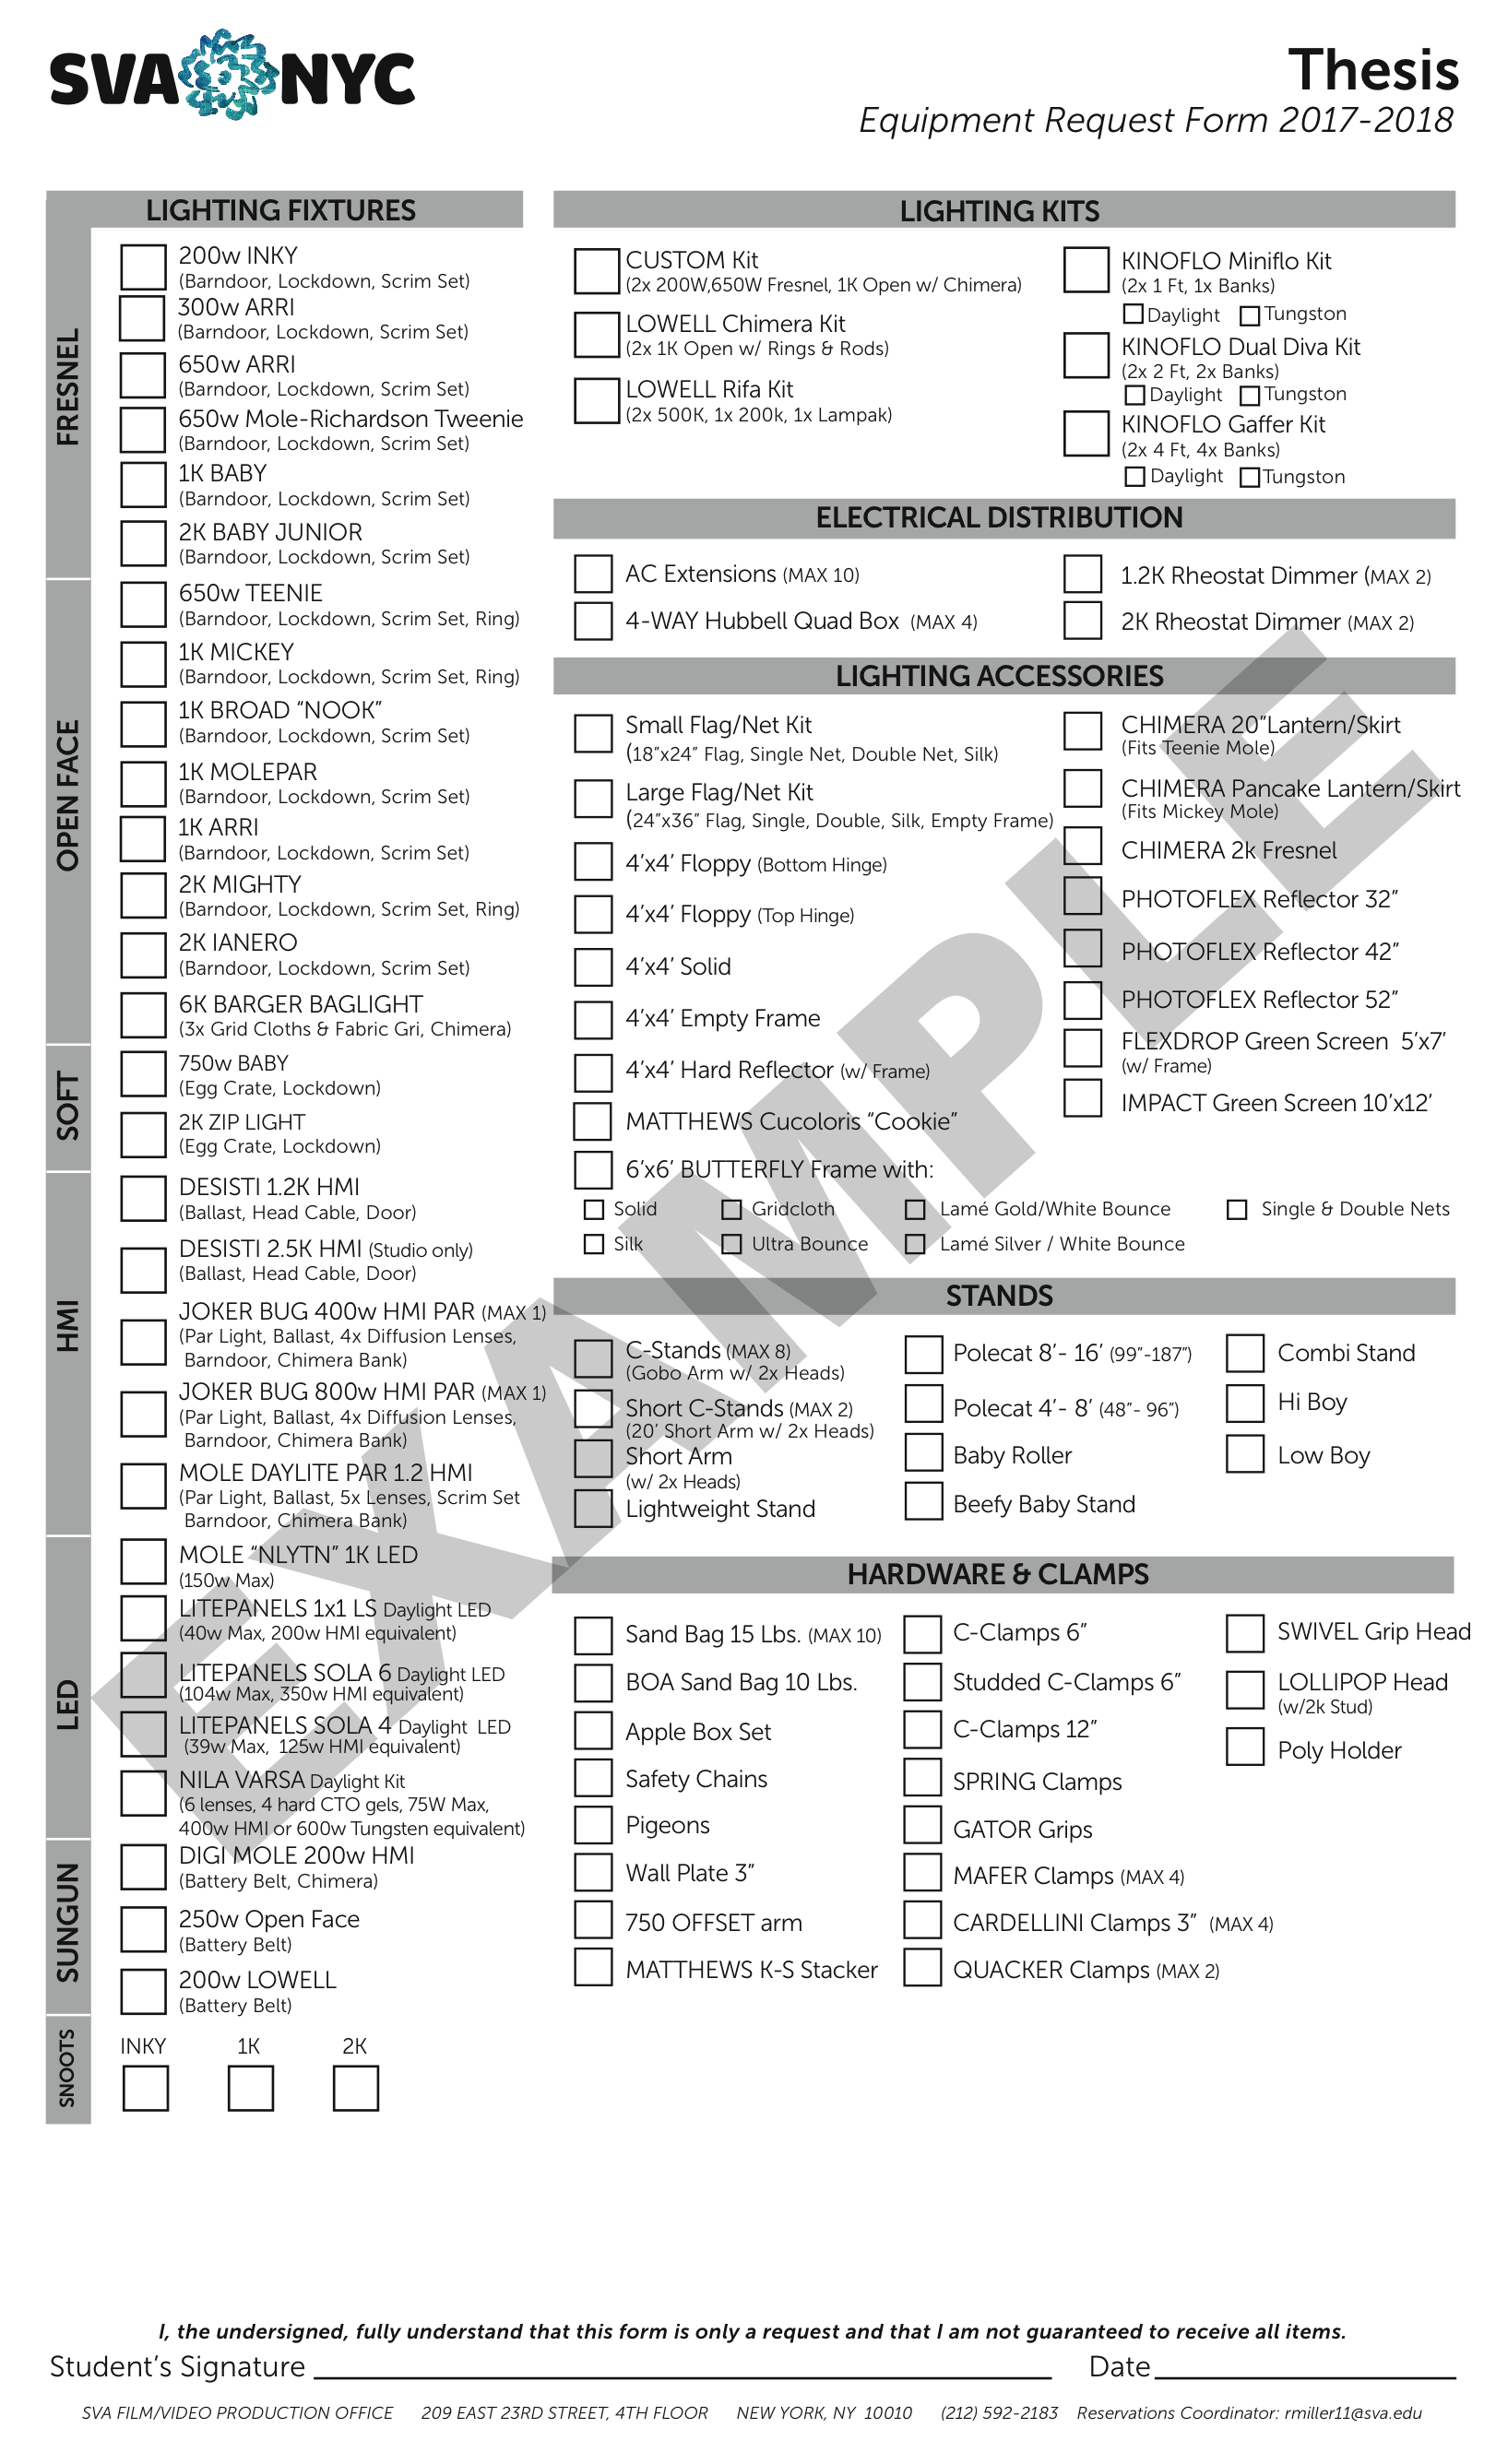 SVA NYC
Thesis
Equipment Request Form 2017-2018
LIGHTING FIXTURES
FRESNEL
200w INKY
(Barndoor, Lockdown, Scrim Set)
300w ARRI
(Barndoor, Lockdown, Scrim Set)
650w ARRI
(Barndoor, Lockdown, Scrim Set)
650w Mole-Richardson Tweenie
(Barndoor, Lockdown, Scrim Set)
1K BABY
(Barndoor, Lockdown, Scrim Set)
2K BABY JUNIOR
(Barndoor, Lockdown, Scrim Set)
OPEN FACE
650w TEENIE
(Barndoor, Lockdown, Scrim Set, Ring)
1K MICKEY
(Barndoor, Lockdown, Scrim Set, Ring)
1K BROAD “NOOK”
(Barndoor, Lockdown, Scrim Set)
1K MOLEPAR
(Barndoor, Lockdown, Scrim Set)
1K ARRI
(Barndoor, Lockdown, Scrim Set)
2K MIGHTY
(Barndoor, Lockdown, Scrim Set, Ring)
2K IANERO
(Barndoor, Lockdown, Scrim Set)
6K BARGER BAGLIGHT
(3x Grid Cloths & Fabric Gri, Chimera)
SOFT
750w BABY
(Egg Crate, Lockdown)
2K ZIP LIGHT
(Egg Crate, Lockdown)
HMI
DESISTI 1.2K HMI
(Ballast, Head Cable, Door)
DESISTI 2.5K HMI (Studio only)
(Ballast, Head Cable, Door)
JOKER BUG 400w HMI PAR (MAX 1)
(Par Light, Ballast, 4x Diffusion Lenses,
Barndoor, Chimera Bank)
JOKER BUG 800w HMI PAR (MAX 1)
(Par Light, Ballast, 4x Diffusion Lenses,
Barndoor, Chimera Bank)
MOLE DAYLITE PAR 1.2 HMI
(Par Light, Ballast, 5x Lenses, Scrim Set
Barndoor, Chimera Bank)
LED
MOLE “NLYTN” 1K LED
(150w Max)
LITEPANELS 1x1 LS Daylight LED
(40w Max, 200w HMI equivalent)
LITEPANELS SOLA 6 Daylight LED
(104w Max, 350w HMI equivalent)
LITEPANELS SOLA 4 Daylight LED
(39w Max, 125w HMI equivalent)
NILA VARSA Daylight Kit
(6 lenses, 4 hard CTO gels, 75W Max,
400w HMI or 600w Tungsten equivalent)
SUNGUN
DIGI MOLE 200w HMI
(Battery Belt, Chimera)
250w Open Face
(Battery Belt)
200w LOWELL
(Battery Belt)
SNOOTS
INKY 1K 2K
LIGHTING KITS
CUSTOM Kit
(2x 200W,650W Fresnel, 1K Open w/ Chimera)
LOWELL Chimera Kit
(2x 1K Open w/ Rings & Rods)
LOWELL Rifa Kit
(2x 500K, 1x 200k, 1x Lampak)
KINOFLO Miniflo Kit
(2x 1 Ft, 1x Banks)
Daylight Tungston
KINOFLO Dual Diva Kit
(2x 2 Ft, 2x Banks)
Daylight Tungston
KINOFLO Gaffer Kit
(2x 4 Ft, 4x Banks)
Daylight Tungston
ELECTRICAL DISTRIBUTION
AC Extensions (MAX 10)
4-WAY Hubbell Quad Box (MAX 4)
1.2K Rheostat Dimmer (MAX 2)
2K Rheostat Dimmer (MAX 2)
LIGHTING ACCESSORIES
Small Flag/Net Kit
(18”x24” Flag, Single Net, Double Net, Silk)
Large Flag/Net Kit
(24”x36” Flag, Single, Double, Silk, Empty Frame)
4’x4’ Floppy (Bottom Hinge)
4’x4’ Floppy (Top Hinge)
4’x4’ Solid
4’x4’ Empty Frame
4’x4’ Hard Reflector (w/ Frame)
MATTHEWS Cucoloris “Cookie”
6’x6’ BUTTERFLY Frame with:
CHIMERA 20”Lantern/Skirt
(Fits Teenie Mole)
CHIMERA Pancake Lantern/Skirt
(Fits Mickey Mole)
CHIMERA 2k Fresnel
PHOTOFLEX Reflector 32”
PHOTOFLEX Reflector 42”
PHOTOFLEX Reflector 52”
FLEXDROP Green Screen 5’x7’
(w/ Frame)
IMPACT Green Screen 10’x12’
Solid Gridcloth Lamé Gold/White Bounce Single & Double Nets
Silk Ultra Bounce Lamé Silver / White Bounce
STANDS
C-Stands (MAX 8)
(Gobo Arm w/ 2x Heads)
Short C-Stands (MAX 2)
(20’ Short Arm w/ 2x Heads)
Short Arm
(w/ 2x Heads)
Lightweight Stand
Polecat 8’- 16’ (99”-187”)
Polecat 4’- 8’ (48”- 96”)
Baby Roller
Beefy Baby Stand
Combi Stand
Hi Boy
Low Boy
HARDWARE & CLAMPS
Sand Bag 15 Lbs. (MAX 10)
BOA Sand Bag 10 Lbs.
Apple Box Set
Safety Chains
Pigeons
Wall Plate 3”
750 OFFSET arm
MATTHEWS K-S Stacker
C-Clamps 6”
Studded C-Clamps 6”
C-Clamps 12”
SPRING Clamps
GATOR Grips
MAFER Clamps (MAX 4)
CARDELLINI Clamps 3” (MAX 4)
QUACKER Clamps (MAX 2)
SWIVEL Grip Head
LOLLIPOP Head
(w/2k Stud)
Poly Holder
EXAMPLE
I, the undersigned, fully understand that this form is only a request and that I am not guaranteed to receive all items.
Student’s Signature Date
SVA FILM/VIDEO PRODUCTION OFFICE 209 EAST 23RD STREET, 4TH FLOOR NEW YORK, NY 10010 (212) 592-2183 Reservations Coordinator: rmiller11@sva.edu